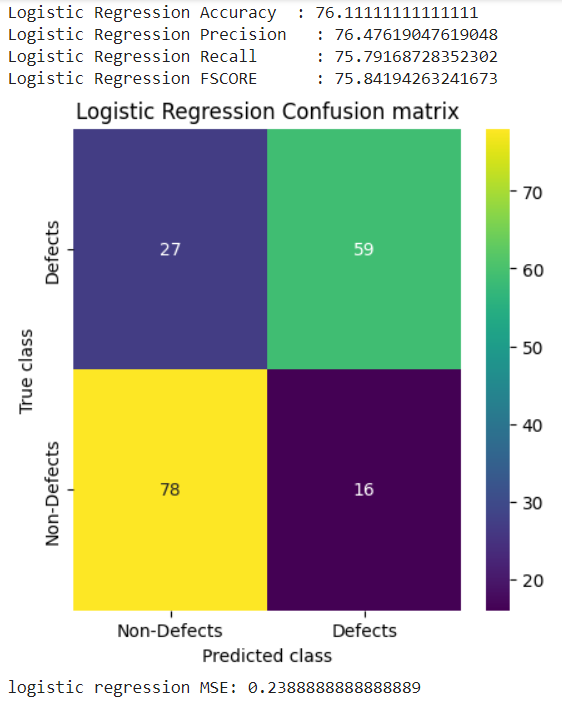 Logistic Regression Accuracy  : 76.11111111111111
Logistic Regression Precision   : 76.47619047619048
Logistic Regression Recall      : 75.79168728352302
Logistic Regression FSCORE      : 75.84194263241673
Logistic Regression Confusion matrix
Defects
27
59
70
60
50
True class
40
Non-Defects
78
16
30
20
Non-Defects
Defects
Predicted class
logistic regression MSE: 0.2388888888888889